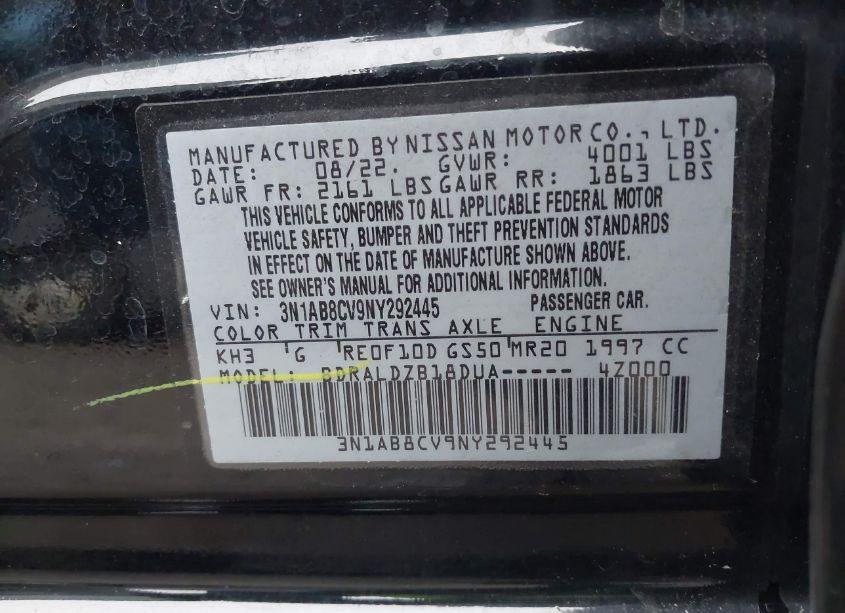 MANUFACTURED BY NISSAN MOTOR CO., LTD.
DATE: 08/22. GVWR: 4001 LBS
GAWR FR: 2161 LBS GAWR RR: 1863 LBS
THIS VEHICLE CONFORMS TO ALL APPLICABLE FEDERAL MOTOR
VEHICLE SAFETY, BUMPER AND THEFT PREVENTION STANDARDS
IN EFFECT ON THE DATE OF MANUFACTURE SHOWN ABOVE.
SEE OWNER'S MANUAL FOR ADDITIONAL INFORMATION.
VIN: 3N1AB8CV9NY292445 PASSENGER CAR.
COLOR TRIM TRANS AXLE ENGINE
KH3 G RE0F10D GS50 MR20 1997 CC
MODEL: BDRALDZB18DUA----- 4Z000
3N1AB8CV9NY292445